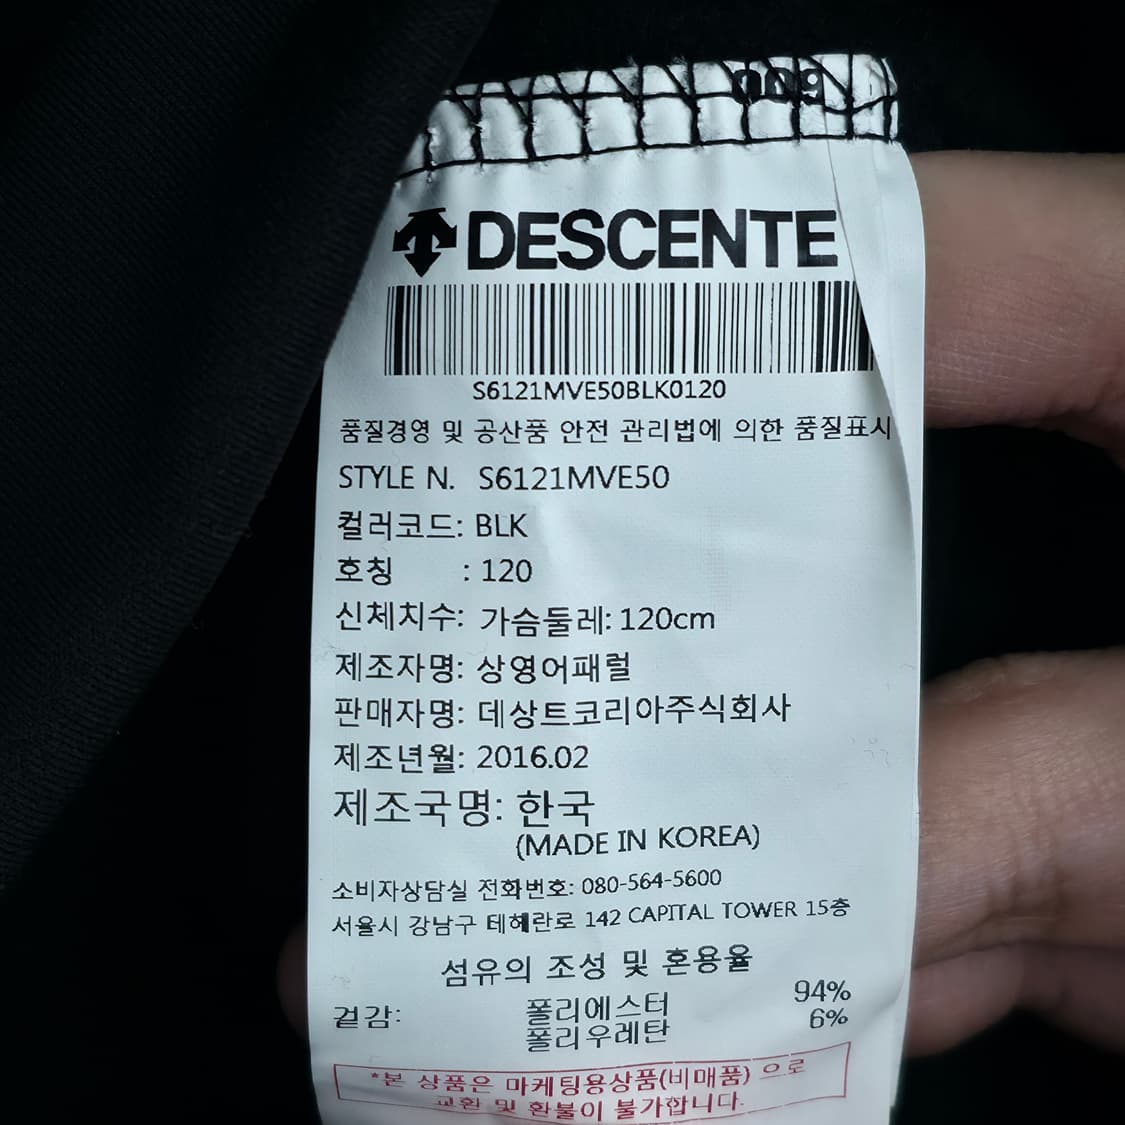 009
DESCENTE
S6121MVE50BLK0120
품질경영 및 공산품 안전 관리법에 의한 품질표시
STYLE N. S6121MVE50
컬러코드: BLK
호칭 : 120
신체치수: 가슴둘레: 120cm
제조자명: 상영어패럴
판매자명: 데상트코리아주식회사
제조년월: 2016.02
제조국명: 한국
(MADE IN KOREA)
소비자상담실 전화번호: 080-564-5600
서울시 강남구 테헤란로 142 CAPITAL TOWER 15층
섬유의 조성 및 혼용율
겉감: 폴리에스터 94%
폴리우레탄 6%
*본 상품은 마케팅용상품(비매품) 으로
교환 및 환불이 불가합니다.